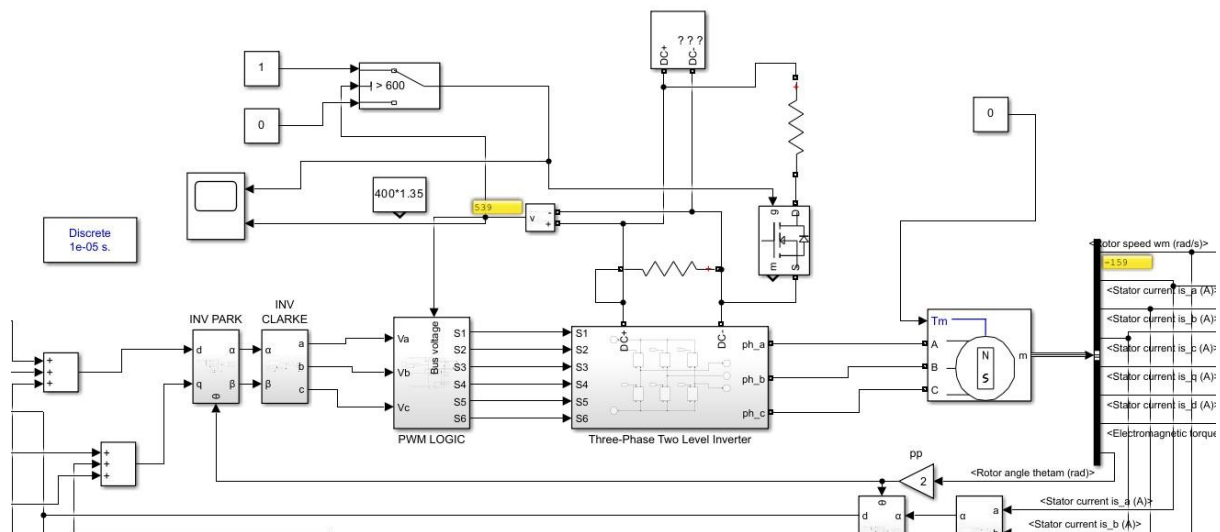 ? ? ?
DC+
DC-
1
> 600
0
+
0
g
D
m
S
400*1.35
539
v
-
+
Discrete
1e-05 s.
<Rotor speed wm (rad/s)>
-159
<Stator current is_a (A)>
<Stator current is_b (A)>
<Stator current is_c (A)>
<Stator current is_q (A)>
<Stator current is_d (A)>
<Electromagnetic torque
+
INV PARK
d
q
α
β
Θ
INV
CLARKE
α
β
a
b
c
Va
Vb
Vc
Bus voltage
S1
S2
S3
S4
S5
S6
PWM LOGIC
S1
S2
S3
S4
S5
S6
DC+
DC-
ph_a
ph_b
ph_c
Three-Phase Two Level Inverter
Tm
A
B
C
N
S
m
+
+
+
+
+
+
pp
2
<Rotor angle thetam (rad)>
Θ
d
α
a
<Stator current is_a (A)>
<Stator current is_b (A)>